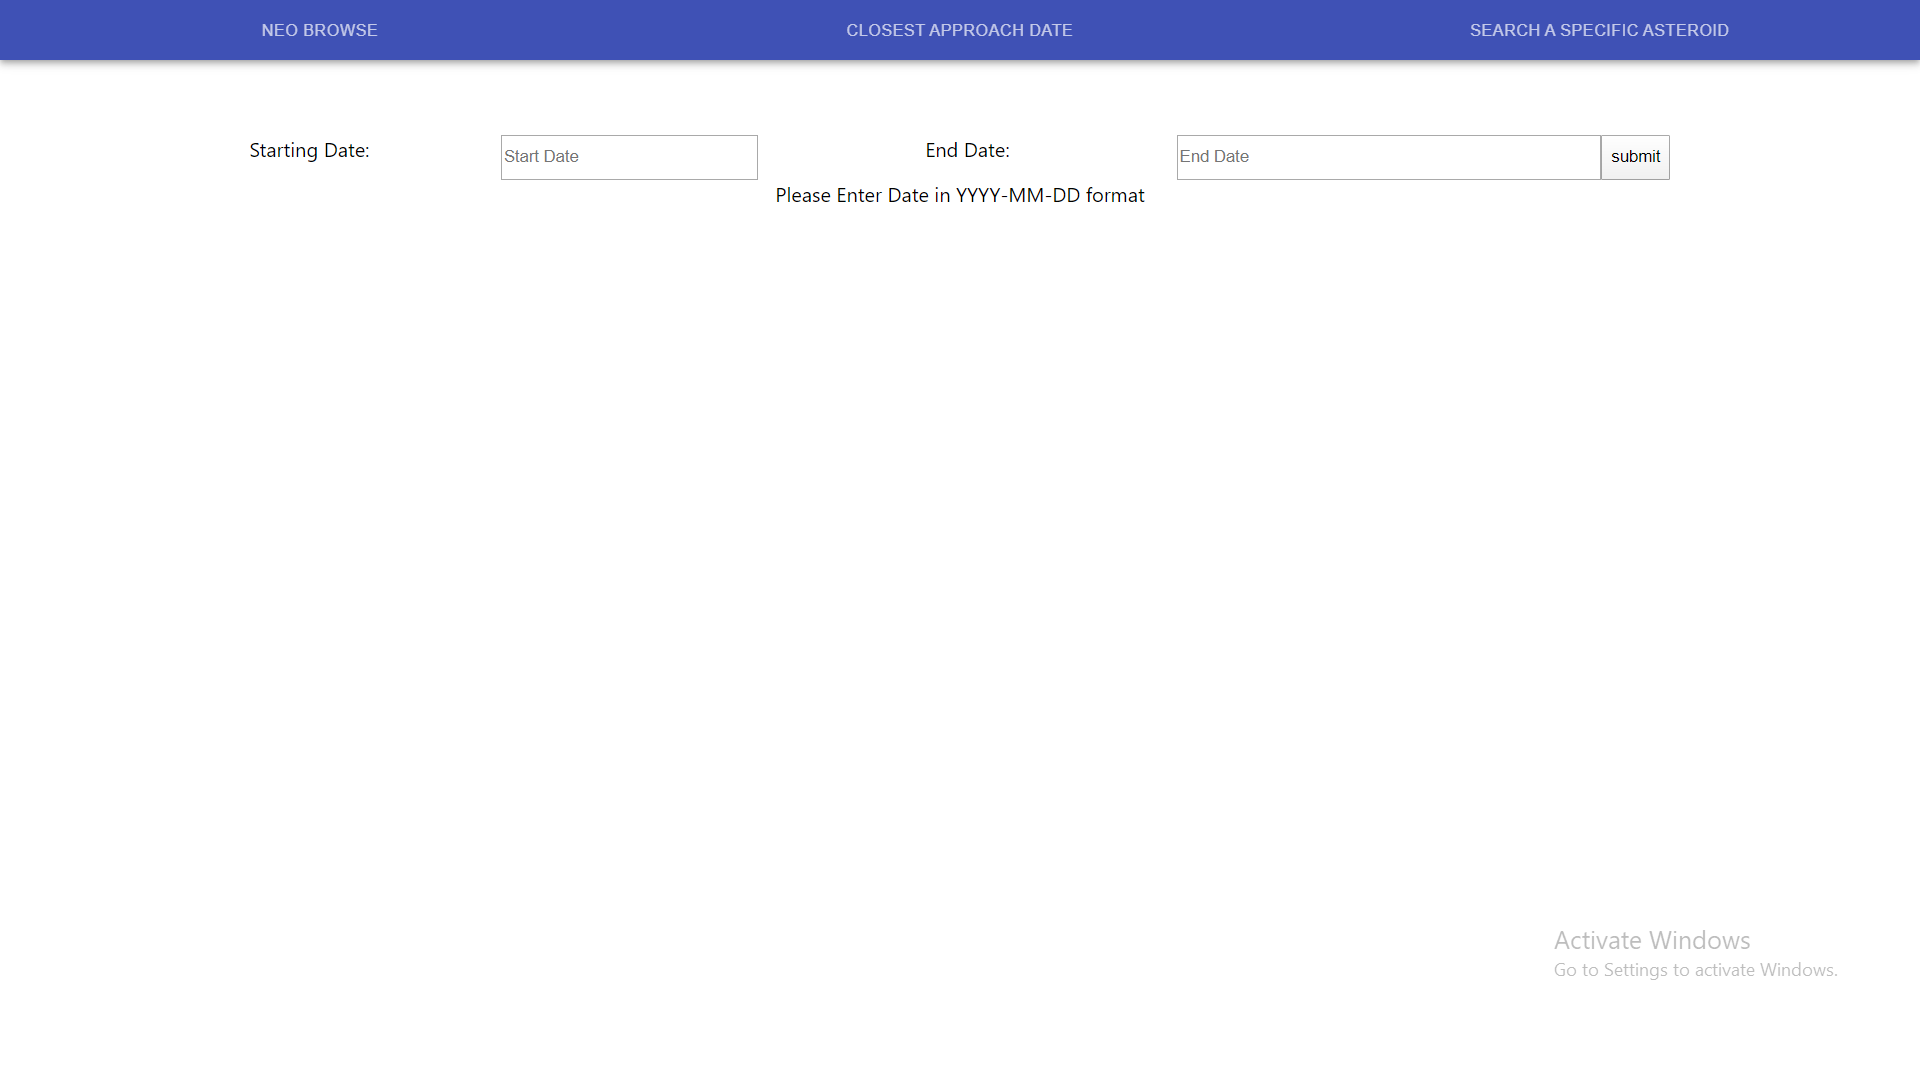 NEO BROWSE CLOSEST APPROACH DATE SEARCH A SPECIFIC ASTEROID
Starting Date: Start Date End Date: End Date submit
Please Enter Date in YYYY-MM-DD format
Activate Windows
Go to Settings to activate Windows.